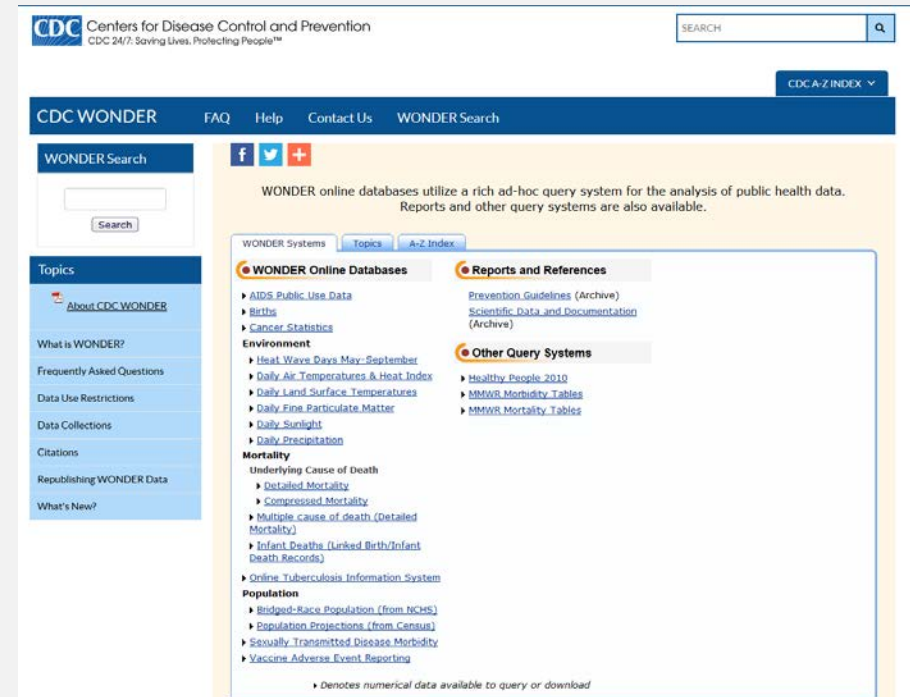 CDC Centers for Disease Control and Prevention
CDC 24/7: Saving Lives. Protecting People™
SEARCH
CDC A-Z INDEX
CDC WONDER
FAQ Help Contact Us WONDER Search
WONDER Search
Search
Topics
About CDC WONDER
What is WONDER?
Frequently Asked Questions
Data Use Restrictions
Data Collections
Citations
Republishing WONDER Data
What's New?
WONDER online databases utilize a rich ad-hoc query system for the analysis of public health data.
Reports and other query systems are also available.
WONDER Systems Topics A-Z Index
WONDER Online Databases
AIDS Public Use Data
Births
Cancer Statistics
Environment
Heat Wave Days May-September
Daily Air Temperatures & Heat Index
Daily Land Surface Temperatures
Daily Fine Particulate Matter
Daily Sunlight
Daily Precipitation
Mortality
Underlying Cause of Death
Detailed Mortality
Compressed Mortality
Multiple cause of death (Detailed
Mortality)
Infant Deaths (Linked Birth/Infant
Death Records)
Online Tuberculosis Information System
Population
Bridged-Race Population (from NCHS)
Population Projections (from Census)
Sexually Transmitted Disease Morbidity
Vaccine Adverse Event Reporting
Reports and References
Prevention Guidelines (Archive)
Scientific Data and Documentation
(Archive)
Other Query Systems
Healthy People 2010
MMWR Morbidity Tables
MMWR Mortality Tables
Denotes numerical data available to query or download